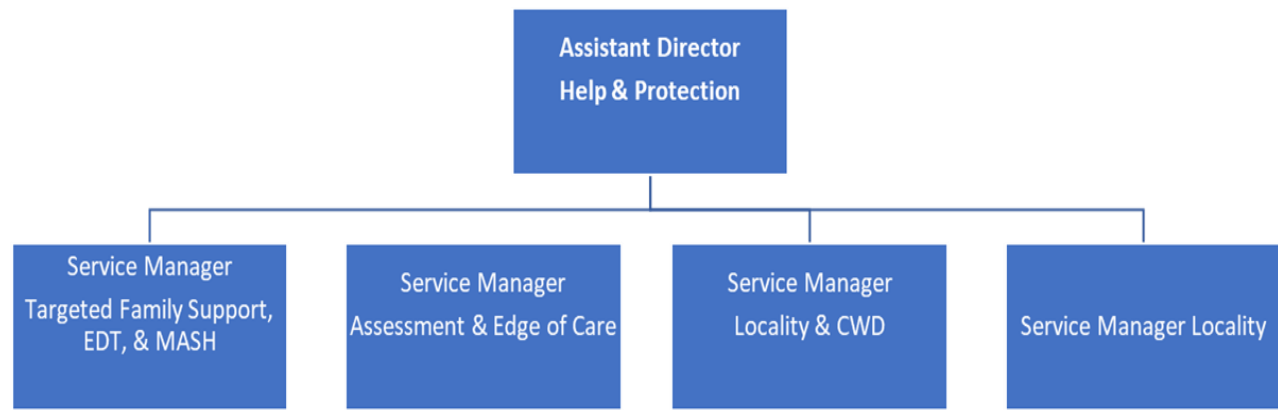 Assistant Director
Help & Protection
Service Manager
Targeted Family Support,
EDT, & MASH
Service Manager
Assessment & Edge of Care
Service Manager
Locality & CWD
Service Manager Locality